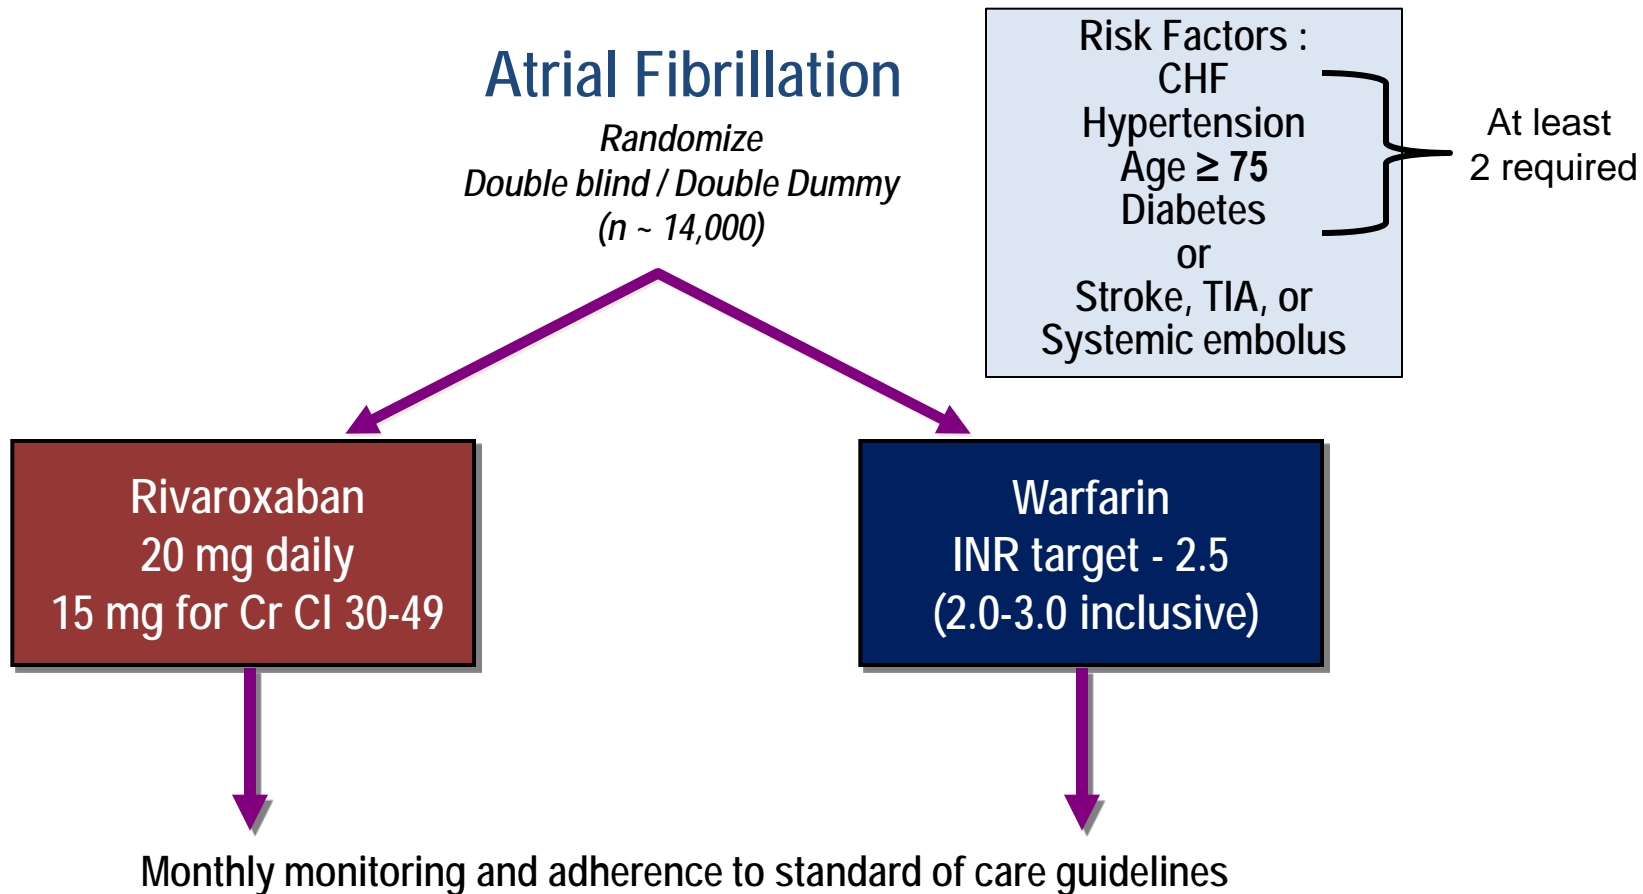 Atrial Fibrillation
Randomize
Double blind / Double Dummy
(n ~ 14,000)
Risk Factors :
CHF
Hypertension
Age ≥ 75
Diabetes
or
Stroke, TIA, or
Systemic embolus
At least
2 required
Rivaroxaban
20 mg daily
15 mg for Cr Cl 30-49
Warfarin
INR target - 2.5
(2.0-3.0 inclusive)
Monthly monitoring and adherence to standard of care guidelines